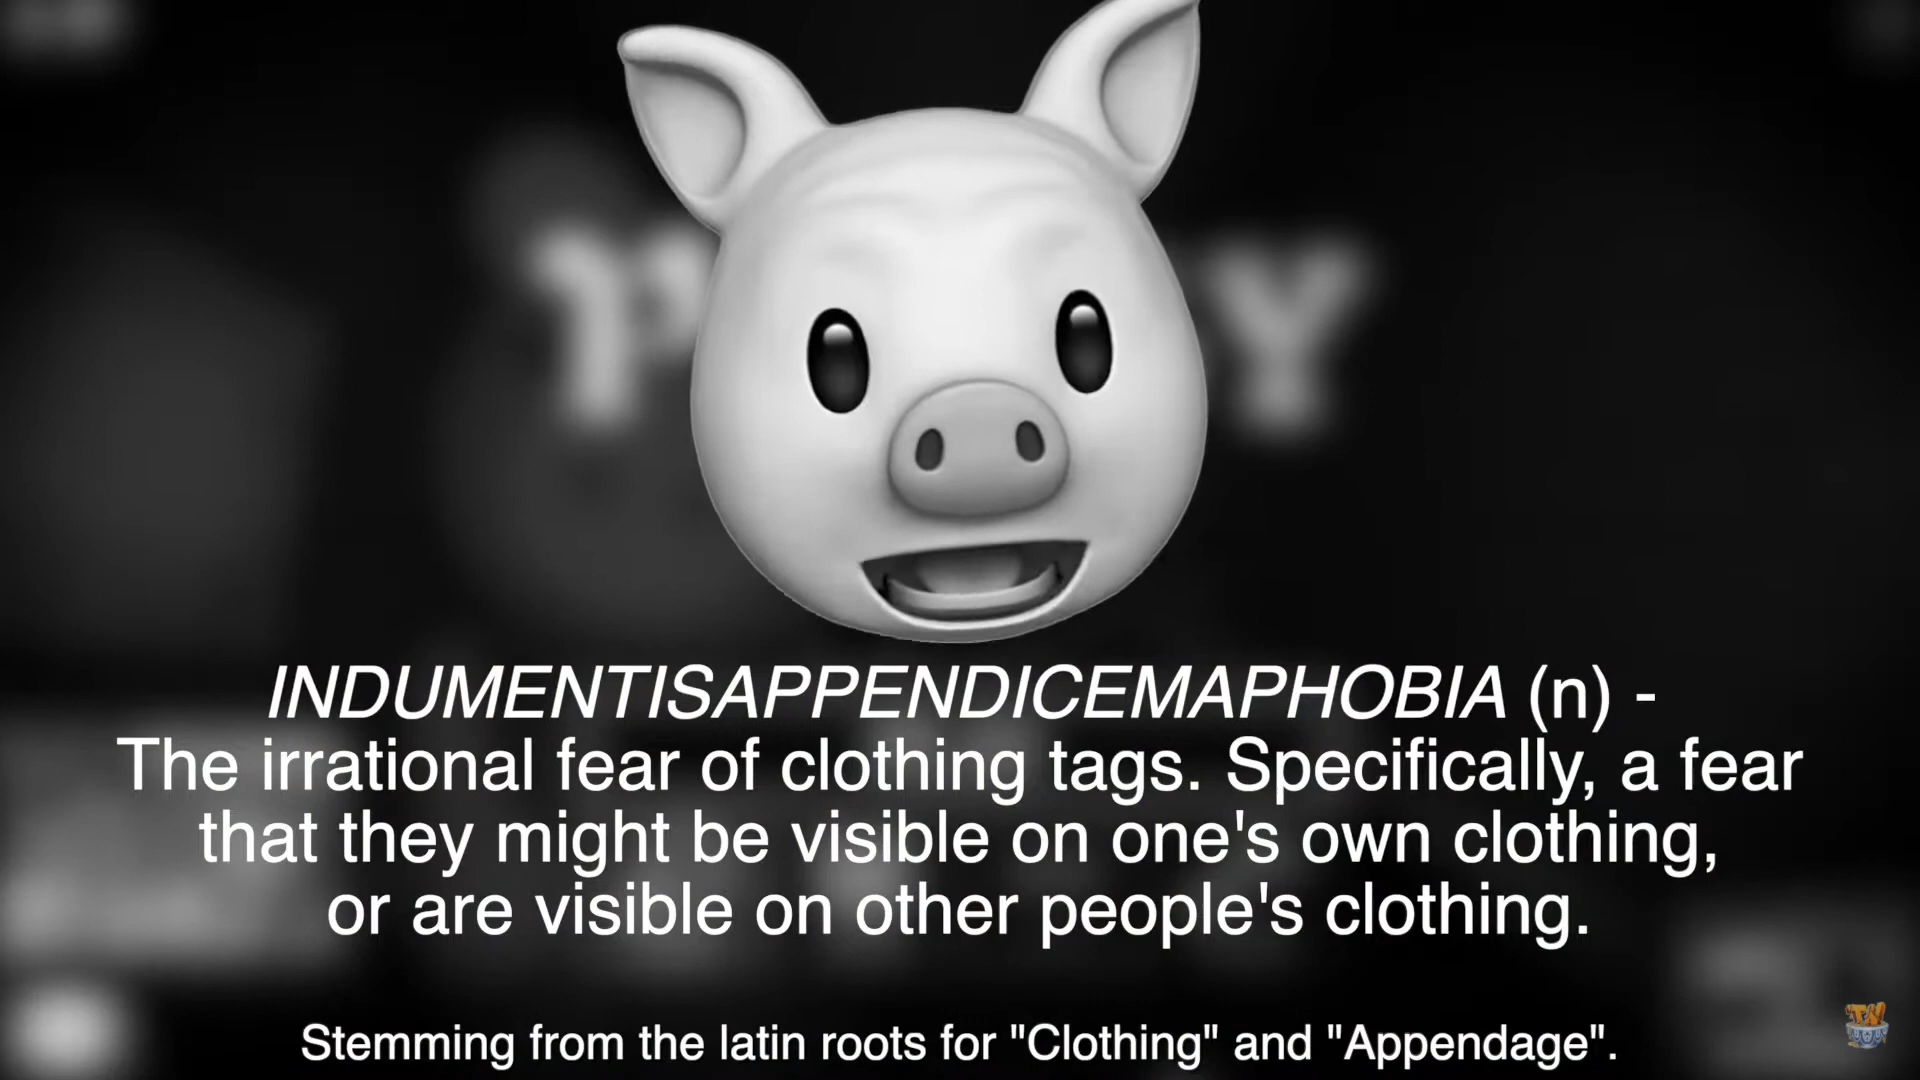 INDUMENTISAPPENDICEMAPHOBIA (n) -
The irrational fear of clothing tags. Specifically, a fear
that they might be visible on one's own clothing,
or are visible on other people's clothing.
Stemming from the latin roots for "Clothing" and "Appendage".